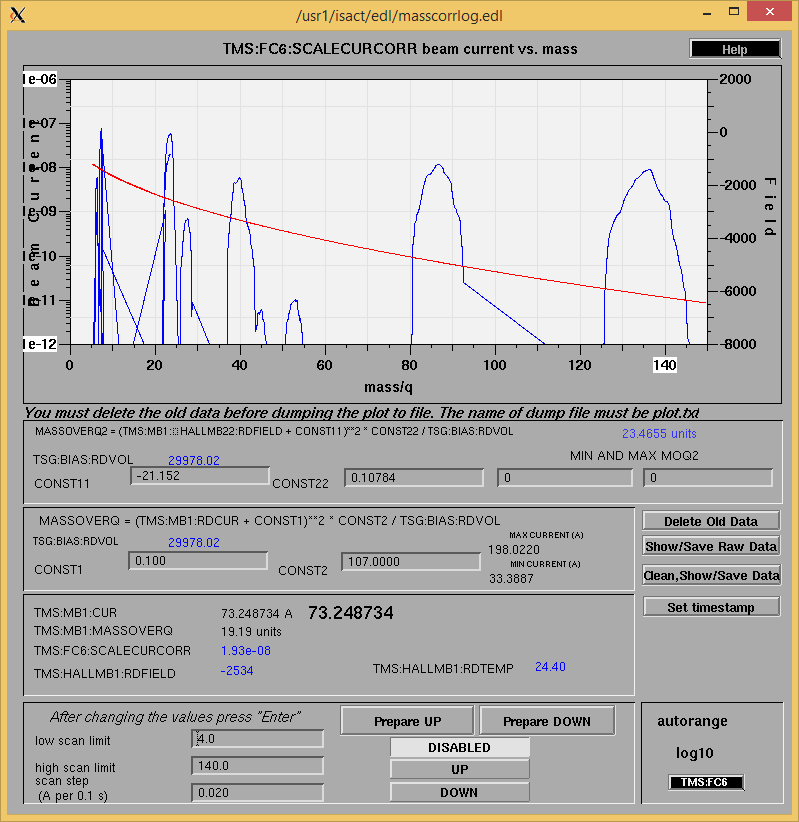 /usr1/isact/edl/masscorrlog.edl
TMS:FC6:SCALECURCORR beam current vs. mass
Help
1e-06
1e-07
1e-08
1e-09
1e-10
1e-11
1e-12
Beam Current
2000
0
-2000
-4000
-6000
-8000
Field
0 20 40 60 80 100 120 140
mass/q
You must delete the old data before dumping the plot to file. The name of dump file must be plot.txt
MASSOVERQ2 = (TMS:MB1:HALLMB22:RDFIELD + CONST11)**2 * CONST22 / TSG:BIAS:RDVOL
23.4655 units
TSG:BIAS:RDVOL 29978.02
MIN AND MAX MOQ2
CONST11 -21.152 CONST22 0.10784 0 0
MASSOVERQ = (TMS:MB1:RDCUR + CONST1)**2 * CONST2 / TSG:BIAS:RDVOL
TSG:BIAS:RDVOL 29978.02
MAX CURRENT (A)
198.0220
CONST1 0.100 CONST2 107.0000
MIN CURRENT (A)
33.3887
Delete Old Data
Show/Save Raw Data
Clean,Show/Save Data
Set timestamp
TMS:MB1:CUR 73.248734 A 73.248734
TMS:MB1:MASSOVERQ 19.19 units
TMS:FC6:SCALECURCORR 1.93e-08
TMS:HALLMB1:RDFIELD -2534
TMS:HALLMB1:RDTEMP 24.40
After changing the values press "Enter"
low scan limit 4.0
high scan limit 140.0
scan step
(A per 0.1 s) 0.020
Prepare UP
Prepare DOWN
DISABLED
UP
DOWN
autorange
log10
TMS:FC6